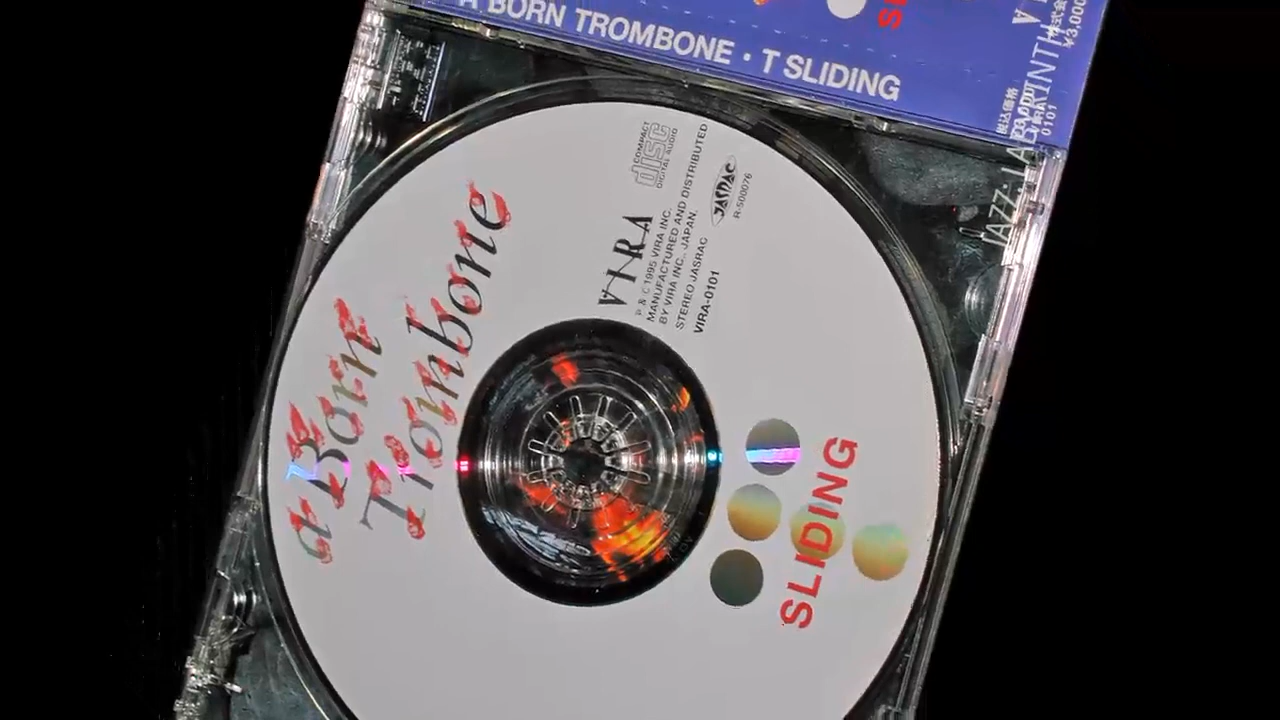 A BORN TROMBONE・T SLIDING
税込価格
VIRA
0101
¥3,000
a Born
Trombone
COMPACT
disc
DIGITAL AUDIO
VIRA
℗ & © 1995 VIRA INC.
MANUFACTURED AND DISTRIBUTED
BY VIRA INC., JAPAN.
STEREO JASRAC
VIRA-0101
JASRAC
R-500076
SLIDING